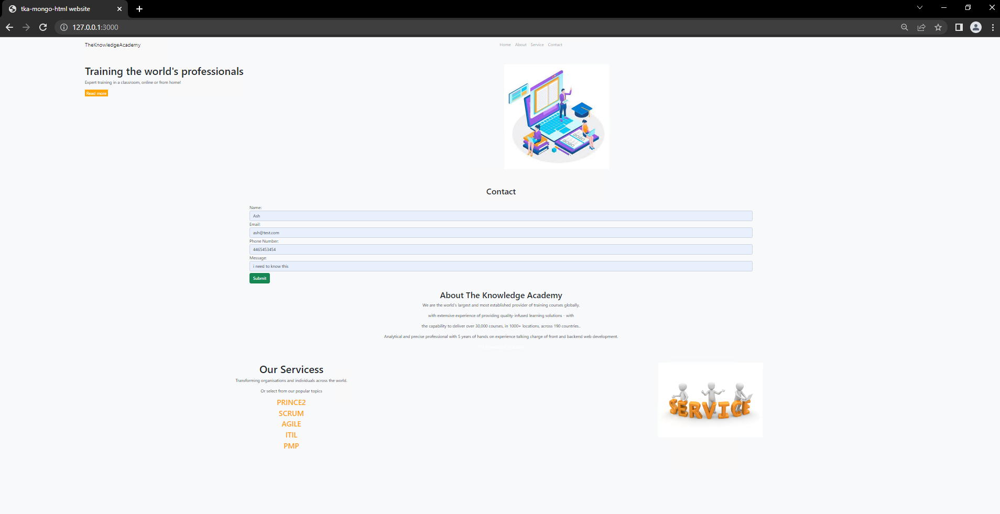 tka-mongo-html website
127.0.0.1:3000
TheKnowledgeAcademy
Home About Service Contact
Training the world's professionals
Expert training in a classroom, online or from home!
Read more
Contact
Name:
Ash
Email:
ash@test.com
Phone Number:
4465453454
Message:
i need to know this
Submit
About The Knowledge Academy
We are the world's largest and most established provider of training courses globally,
with extensive experience of providing quality-infused learning solutions - with
the capability to deliver over 30,000 courses, in 1000+ locations, across 190 countries..
Analytical and precise professional with 5 years of hands on experience talking charge of front and backend web development.
Our Servicess
Transforming organisations and individuals across the world.
Or select from our popular topics
PRINCE2
SCRUM
AGILE
ITIL
PMP
SERVICE